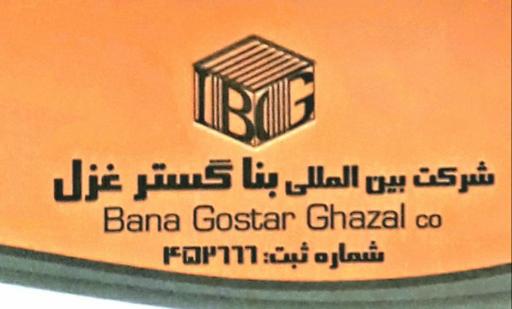 IBG
شرکت بین المللی بنا گستر غزل
Bana Gostar Ghazal co
شماره ثبت: ۴۵۲۶۶۶